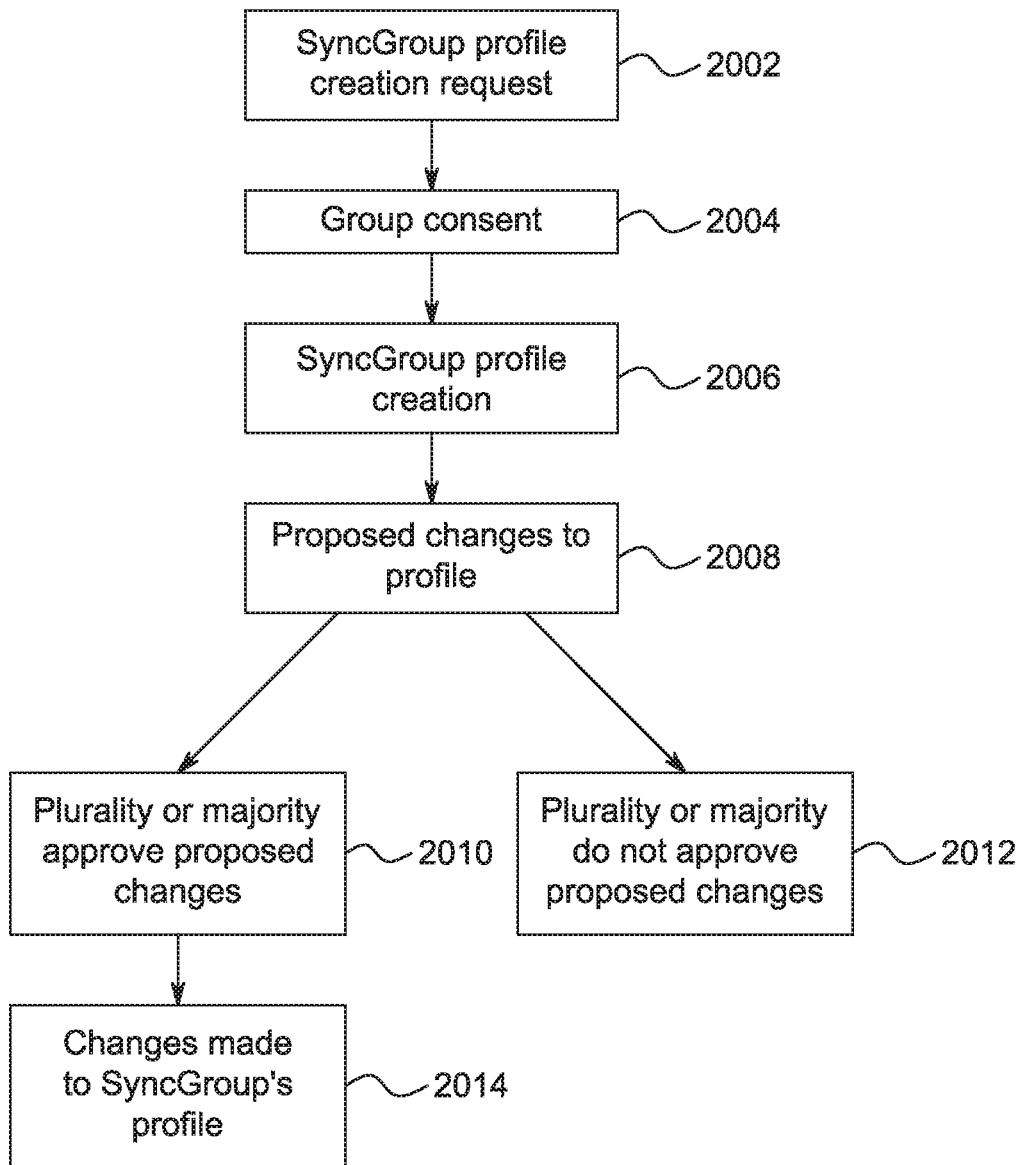 SyncGroup profile
creation request
2002
Group consent
2004
SyncGroup profile
creation
2006
Proposed changes to
profile
2008
Plurality or majority
approve proposed
changes
2010
Plurality or majority
do not approve
proposed changes
2012
Changes made
to SyncGroup's
profile
2014